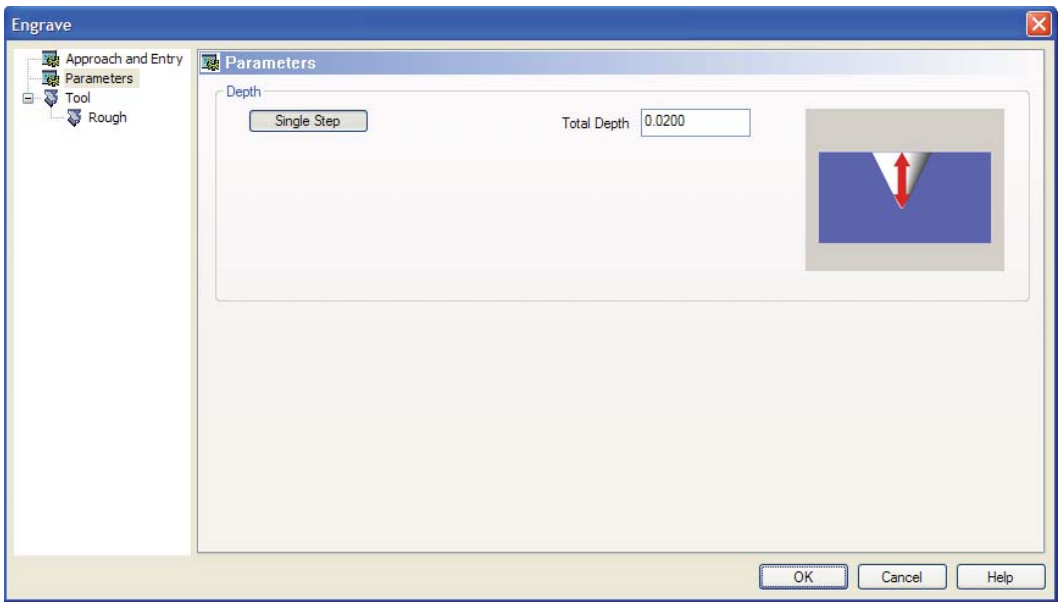 Engrave
Approach and Entry
Parameters
Tool
Rough
Parameters
Depth
Single Step
Total Depth 0.0200
OK Cancel Help